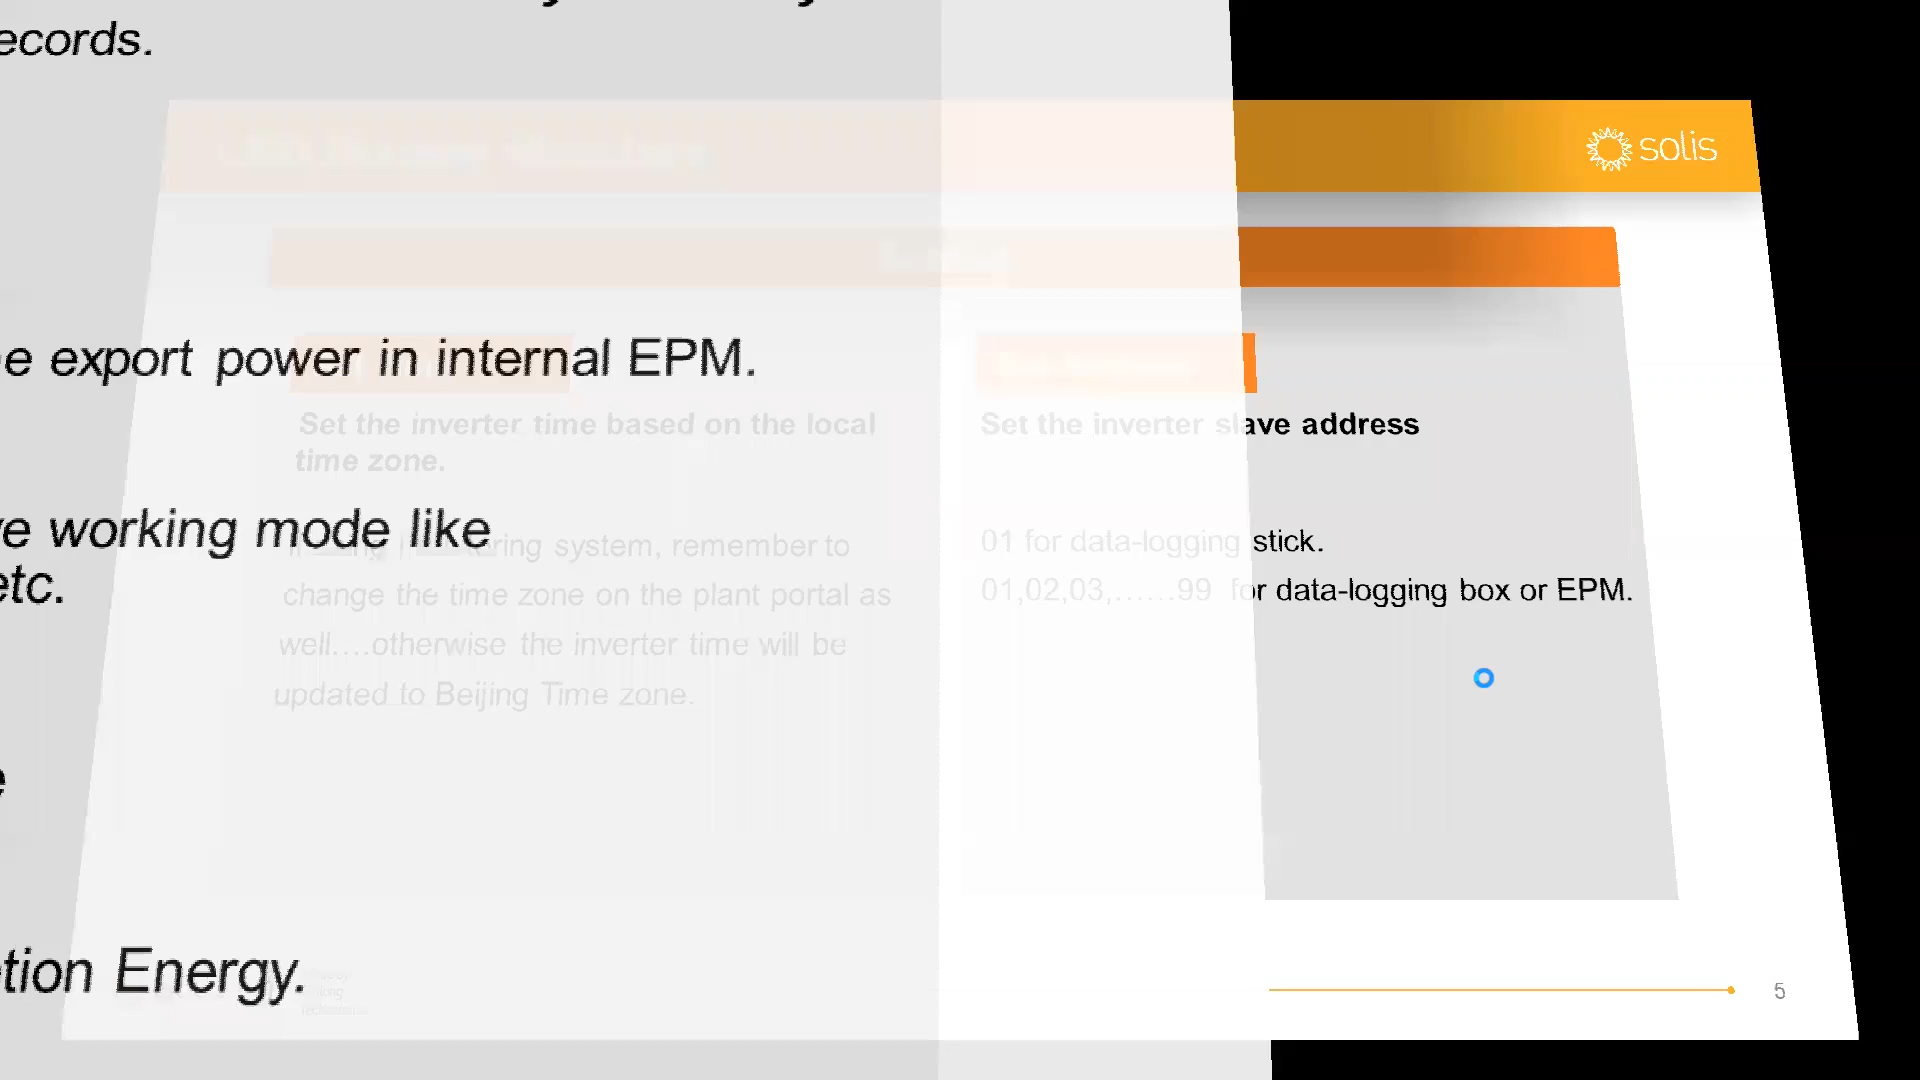 ecords.
solis
e export power in internal EPM.
Set the inverter time based on the local
time zone.
Set the inverter slave address
working mode like
etc.
system, remember to
change the time zone on the plant portal as
well....otherwise the inverter time will be
updated to Beijing Time zone.
01 for data-logging stick.
01,02,03,......99 for data-logging box or EPM.
e
tion Energy.
5